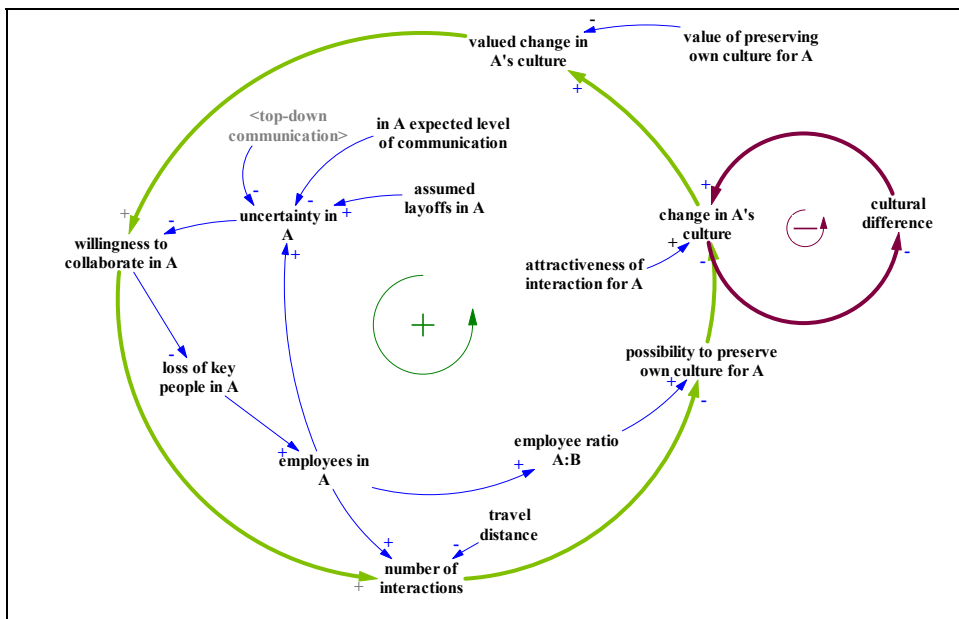 valued change in
A's culture
-
value of preserving
own culture for A
+
<top-down
communication>
in A expected level
of communication
assumed
layoffs in A
-
-
+
uncertainty in
A
-
+
+
willingness to
collaborate in A
+
change in A's
culture
+
-
cultural
difference
-
attractiveness of
interaction for A
+
-
loss of key
people in A
-
possibility to preserve
own culture for A
+
-
employee ratio
A:B
+
+
employees in
A
travel
distance
+
-
number of
interactions
+